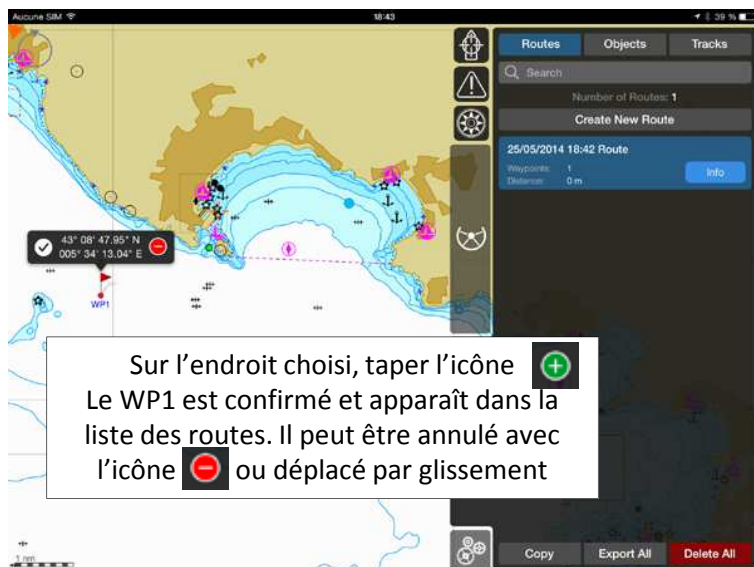 Aucune SIM
18:43
39 %
Routes
Objects
Tracks
Search
Number of Routes: 1
Create New Route
25/05/2014 18:42 Route
Waypoints: 1
Distance: 0 m
Info
43° 08' 47.95" N
005° 34' 13.04" E
WP1
Sur l'endroit choisi, taper l'icône
Le WP1 est confirmé et apparaît dans la
liste des routes. Il peut être annulé avec
l'icône ou déplacé par glissement
1 nm
Copy
Export All
Delete All